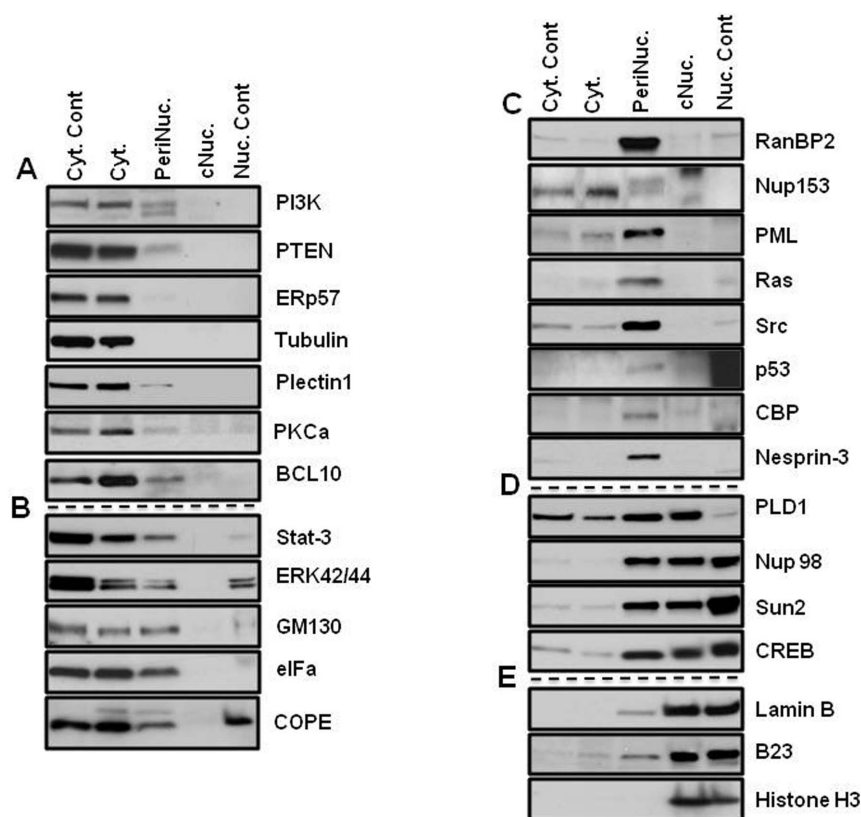 A
Cyt. Cont
Cyt.
PeriNuc.
cNuc.
Nuc. Cont
PI3K
PTEN
ERp57
Tubulin
Plectin1
PKCa
BCL10
B
Stat-3
ERK42/44
GM130
eIFa
COPE
C
Cyt. Cont
Cyt.
PeriNuc.
cNuc.
Nuc. Cont
RanBP2
Nup153
PML
Ras
Src
p53
CBP
Nesprin-3
D
PLD1
Nup 98
Sun2
CREB
E
Lamin B
B23
Histone H3